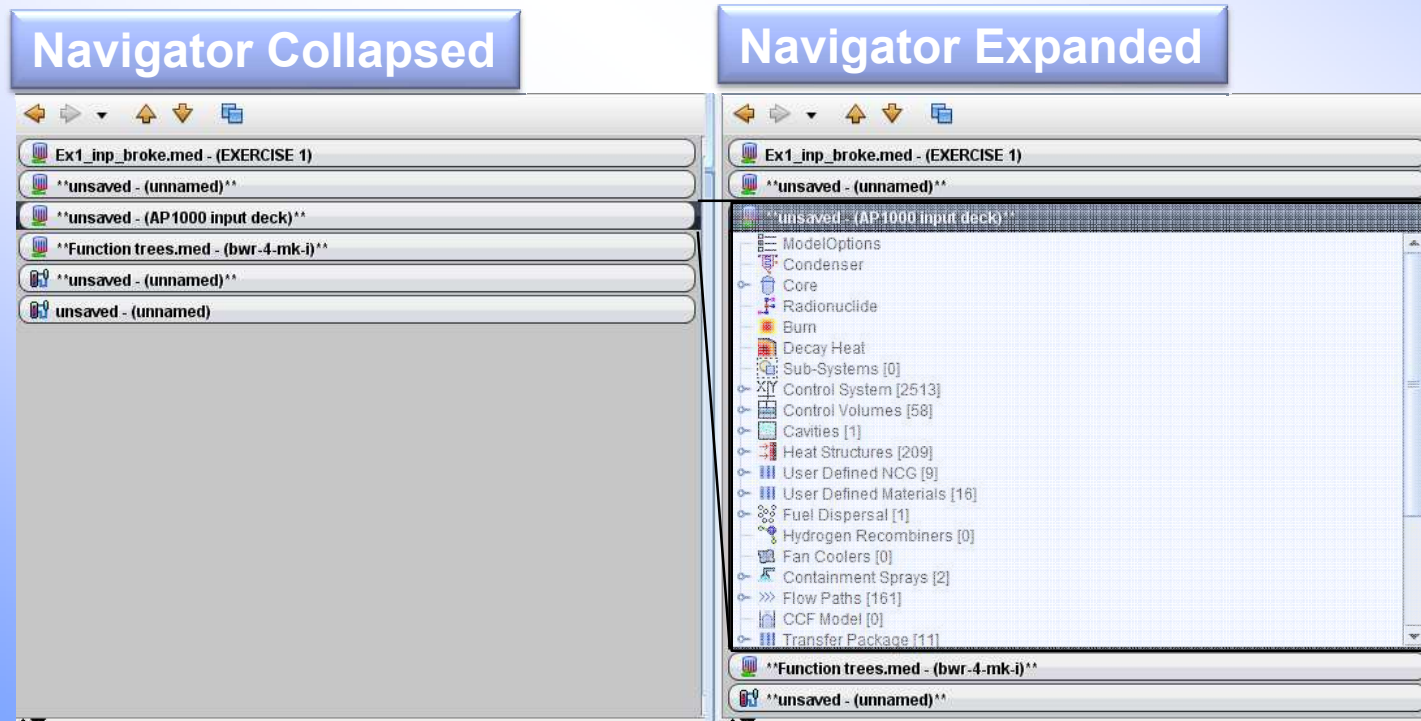 Navigator Collapsed
Ex1_inp_broke.med - (EXERCISE 1)
**unsaved - (unnamed)**
**unsaved - (AP1000 input deck)**
**Function trees.med - (bwr-4-mk-i)**
**unsaved - (unnamed)**
unsaved - (unnamed)
Navigator Expanded
Ex1_inp_broke.med - (EXERCISE 1)
**unsaved - (unnamed)**
**unsaved - (AP1000 input deck)**
ModelOptions
Condenser
Core
Radionuclide
Burn
Decay Heat
Sub-Systems [0]
Control System [2513]
Control Volumes [58]
Cavities [1]
Heat Structures [209]
User Defined NCG [9]
User Defined Materials [16]
Fuel Dispersal [1]
Hydrogen Recombiners [0]
Fan Coolers [0]
Containment Sprays [2]
Flow Paths [161]
CCF Model [0]
Transfer Package [11]
**Function trees.med - (bwr-4-mk-i)**
**unsaved - (unnamed)**